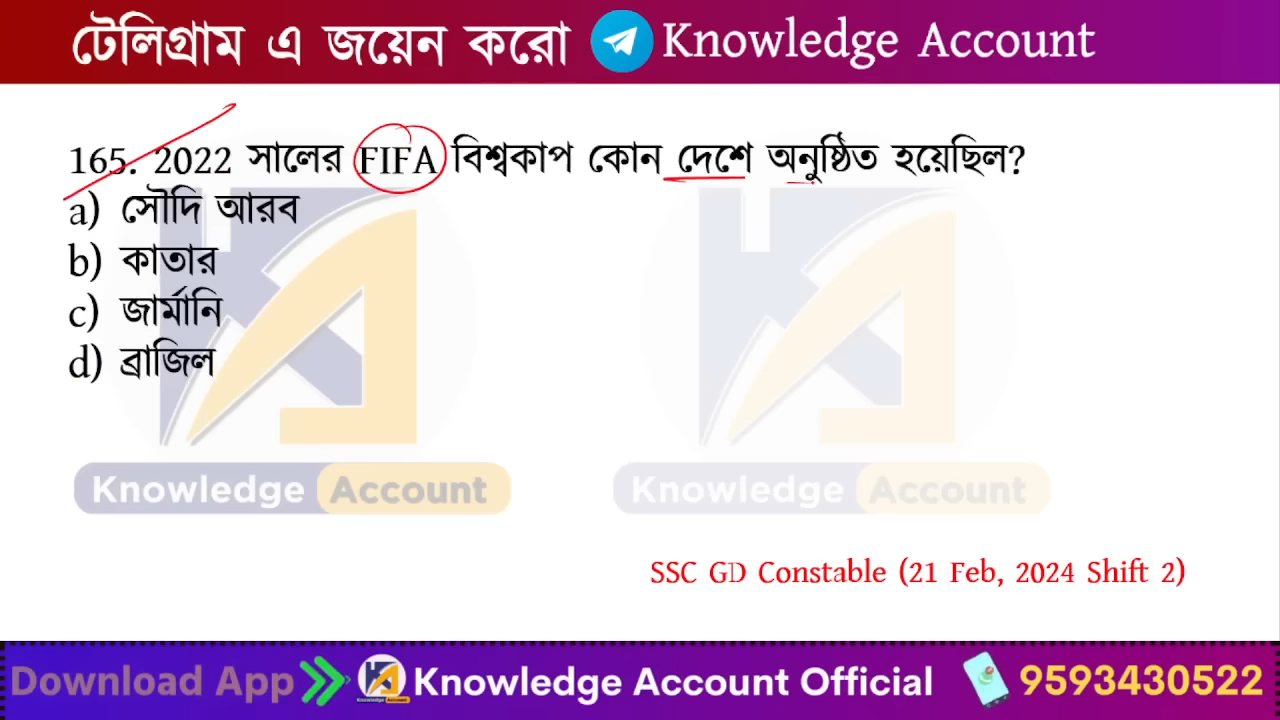 টেলিগ্রাম এ জয়েন করো Knowledge Account
165. 2022 সালের FIFA বিশ্বকাপ কোন দেশে অনুষ্ঠিত হয়েছিল?
a) সৌদি আরব
b) কাতার
c) জার্মানি
d) ব্রাজিল
Knowledge Account
Knowledge Account
SSC GD Constable (21 Feb, 2024 Shift 2)
Download App Knowledge Account Official 9593430522